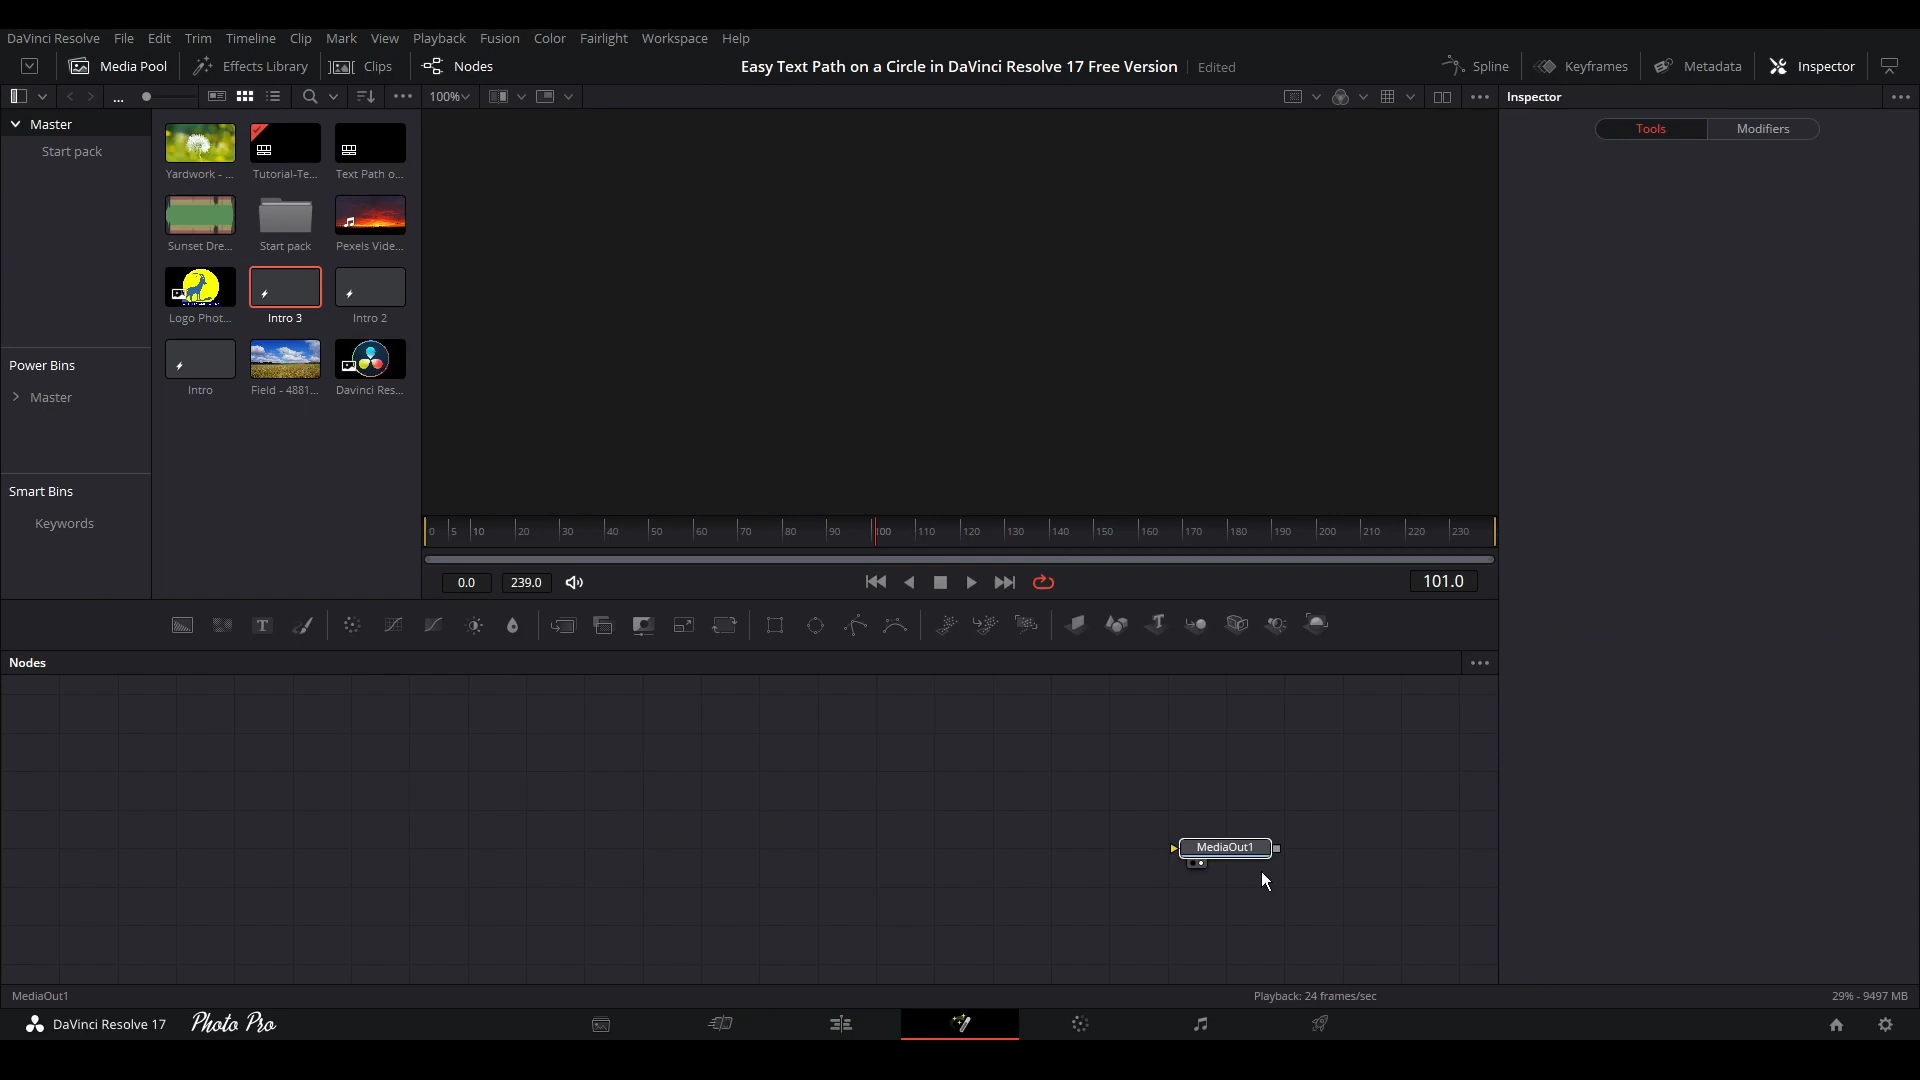 DaVinci Resolve File Edit Trim Timeline Clip Mark View Playback Fusion Color Fairlight Workspace Help
Media Pool Effects Library Clips Nodes Easy Text Path on a Circle in DaVinci Resolve 17 Free Version Edited Spline Keyframes Metadata Inspector
... 100% Inspector
Master
Tools Modifiers
Start pack
Yardwork - ... Tutorial-Te... Text Path o...
Sunset Dre... Start pack Pexels Vide...
Logo Phot... Intro 3 Intro 2
Power Bins
Intro Field - 4881... Davinci Res...
Master
Smart Bins
Keywords
0 5 10 20 30 40 50 60 70 80 90 100 110 120 130 140 150 160 170 180 190 200 210 220 230
0.0 239.0 101.0
Nodes
MediaOut1
MediaOut1 Playback: 24 frames/sec 29% - 9497 MB
DaVinci Resolve 17 Photo Pro